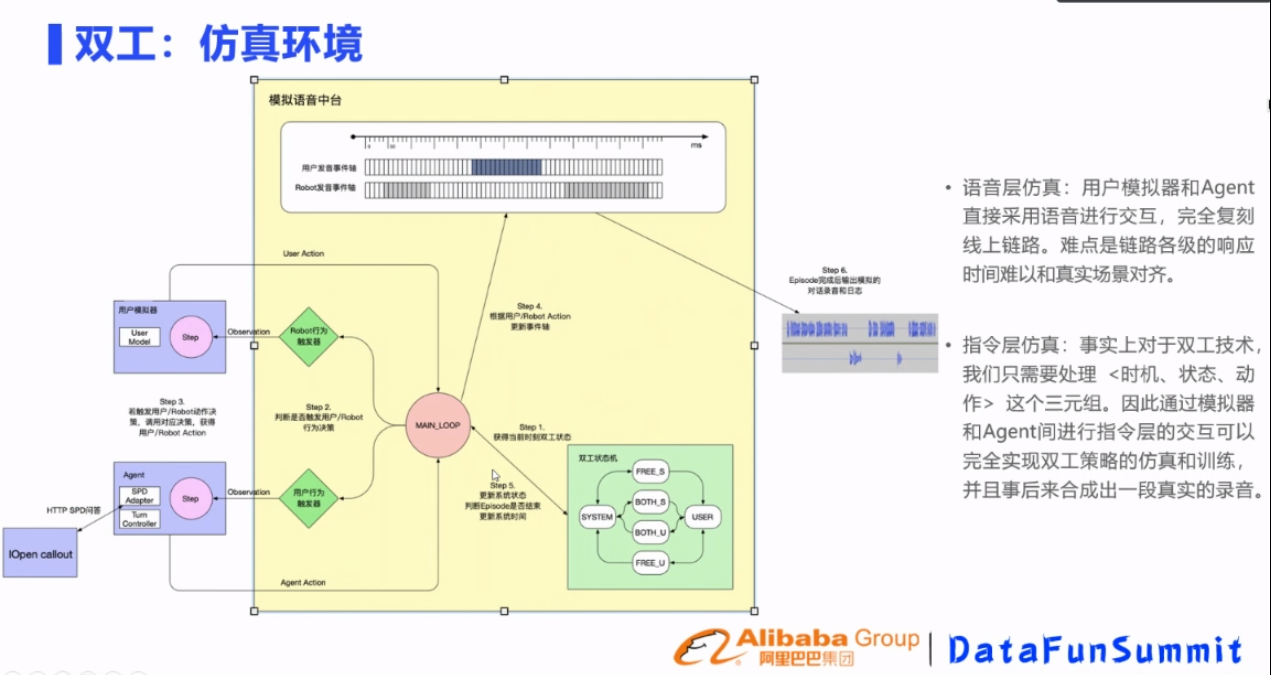 双工：仿真环境
模拟语音中台
ms
用户发音事件轴
Robot发音事件轴
User Action
Step 4.
根据用户/Robot Action
更新事件轴
Step 6.
Episode完成后输出模拟的
对话录音和日志
用户模拟器
User
Model
Step
Observation
Robot行为
触发器
Step 3.
若触发用户/Robot动作决
策，调用对应决策，获得
用户/Robot Action
Step 2.
判断是否触发用户/Robot
行为决策
MAIN_LOOP
Step 1.
获得当前时刻双工状态
Step 5.
更新系统状态
判断Episode是否结束
更新系统时间
双工状态机
FREE_S
BOTH_S
SYSTEM
USER
BOTH_U
FREE_U
Agent
SPD
Adapter
Turn
Controller
Step
Observation
用户行为
触发器
HTTP SPD问答
IOpen callout
Agent Action
• 语音层仿真：用户模拟器和Agent
直接采用语音进行交互，完全复刻
线上链路。难点是链路各级的响应
时间难以和真实场景对齐。
• 指令层仿真：事实上对于双工技术，
我们只需要处理 <时机、状态、动
作> 这个三元组。因此通过模拟器
和Agent间进行指令层的交互可以
完全实现双工策略的仿真和训练，
并且事后来合成出一段真实的录音。
Alibaba Group
阿里巴巴集团
DataFunSummit